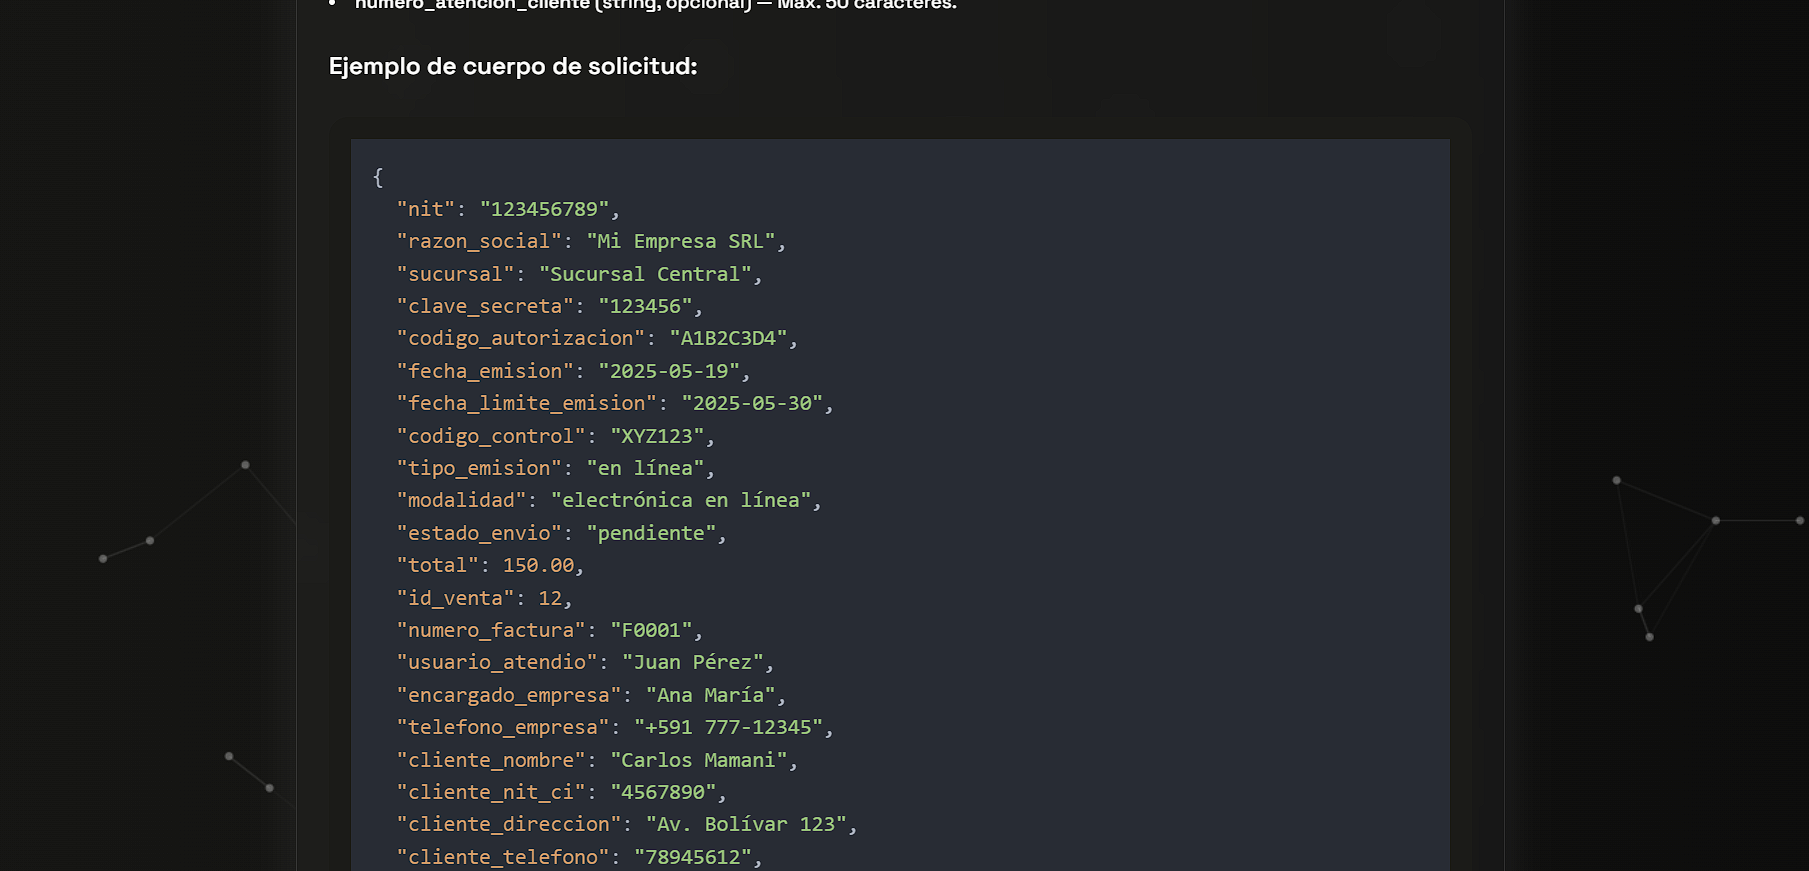 numero_atencion_cliente (string, opcional) — Máx. 50 caracteres.
Ejemplo de cuerpo de solicitud:
{
"nit": "123456789",
"razon_social": "Mi Empresa SRL",
"sucursal": "Sucursal Central",
"clave_secreta": "123456",
"codigo_autorizacion": "A1B2C3D4",
"fecha_emision": "2025-05-19",
"fecha_limite_emision": "2025-05-30",
"codigo_control": "XYZ123",
"tipo_emision": "en línea",
"modalidad": "electrónica en línea",
"estado_envio": "pendiente",
"total": 150.00,
"id_venta": 12,
"numero_factura": "F0001",
"usuario_atendio": "Juan Pérez",
"encargado_empresa": "Ana María",
"telefono_empresa": "+591 777-12345",
"cliente_nombre": "Carlos Mamani",
"cliente_nit_ci": "4567890",
"cliente_direccion": "Av. Bolívar 123",
"cliente_telefono": "78945612",